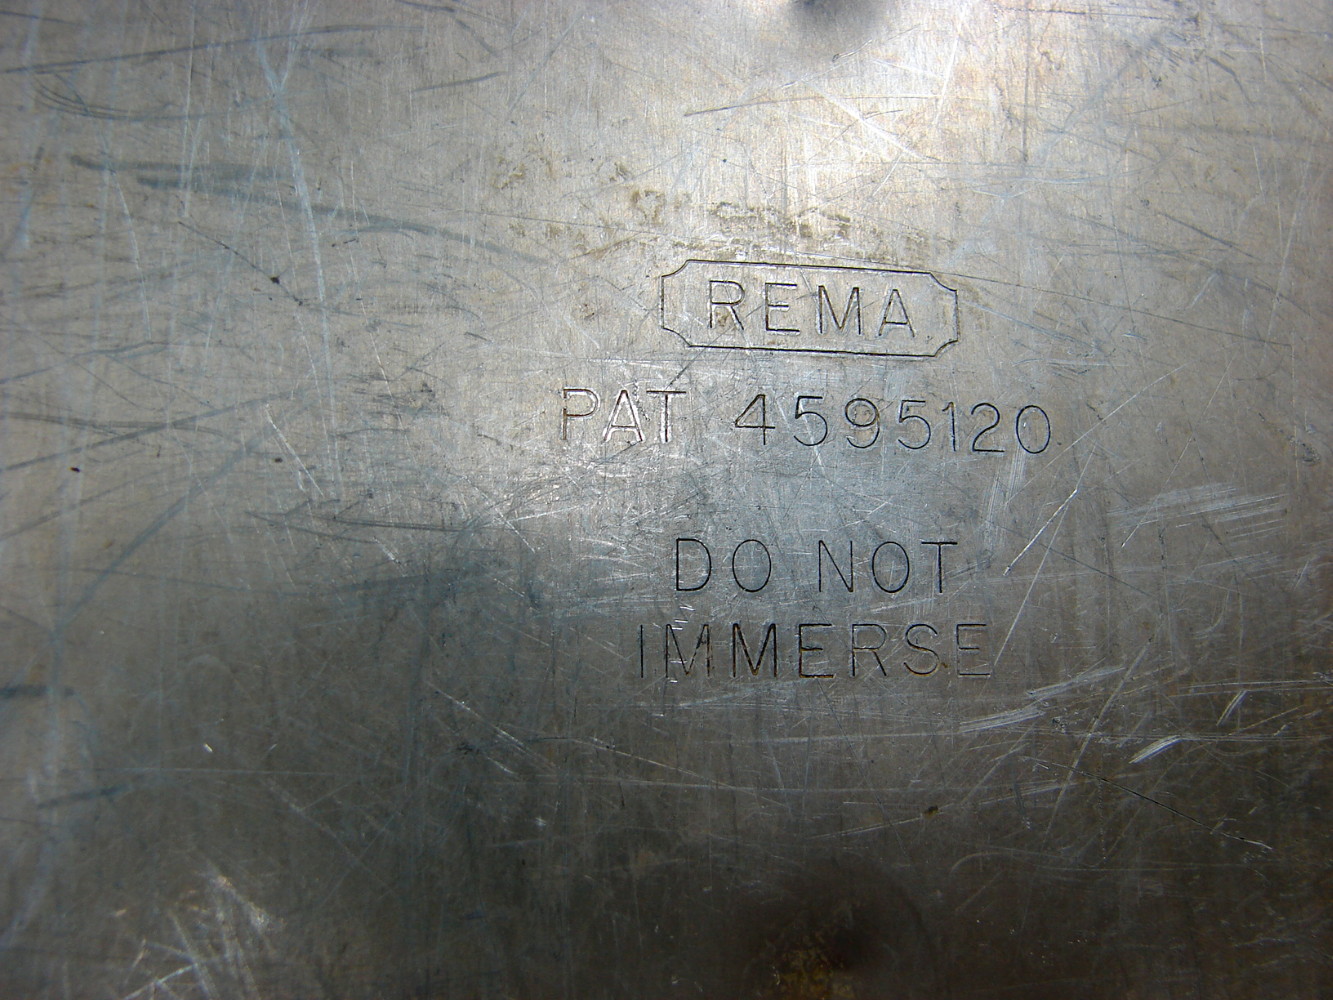 REMA
PAT 4595120
DO NOT
IMMERSE